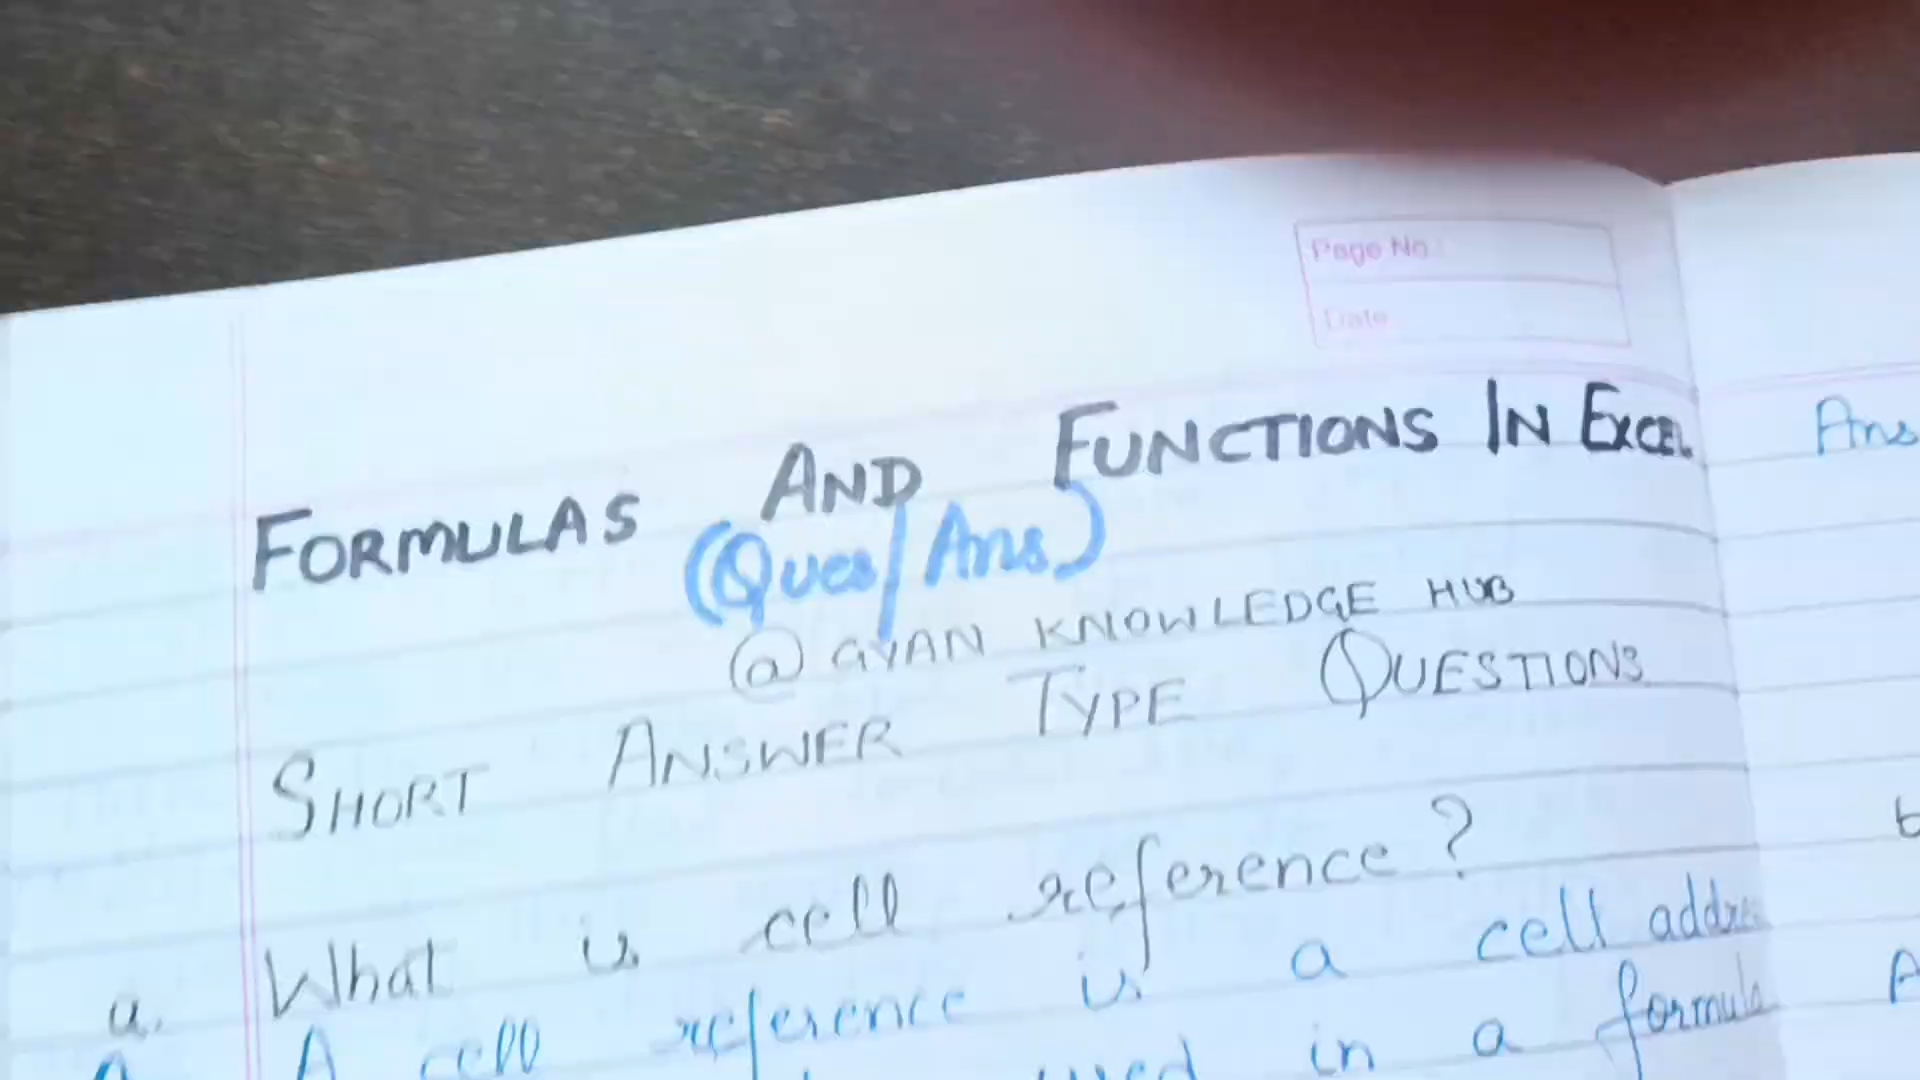 Page No.:
Date
FORMULAS AND FUNCTIONS IN EXCEL
(Ques/Ans)
@ GYAN KNOWLEDGE HUB
SHORT ANSWER TYPE QUESTIONS
a. What is cell reference?
A cell reference is a cell
used in a formula
Ans